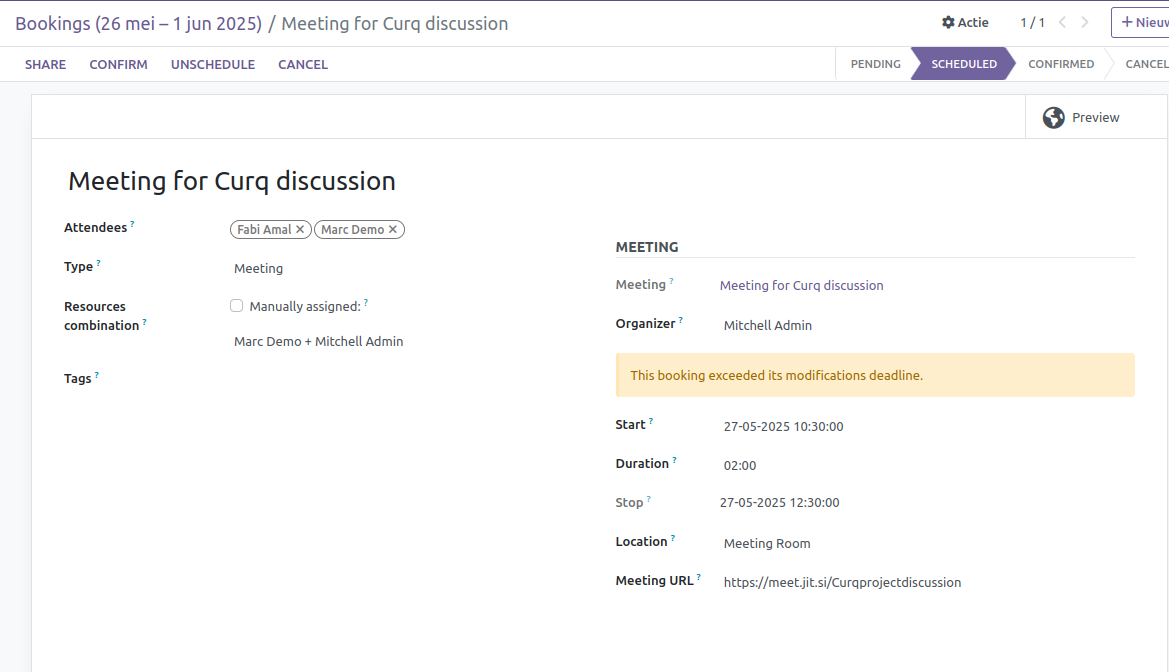 Bookings (26 mei – 1 jun 2025) / Meeting for Curq discussion
Actie
1 / 1
+ Nieuw
SHARE CONFIRM UNSCHEDULE CANCEL
PENDING SCHEDULED CONFIRMED CANCEL
Preview
Meeting for Curq discussion
Attendees ?
Fabi Amal ✕ Marc Demo ✕
Type ?
Meeting
Resources
combination ?
Manually assigned: ?
Marc Demo + Mitchell Admin
Tags ?
MEETING
Meeting ? Meeting for Curq discussion
Organizer ? Mitchell Admin
This booking exceeded its modifications deadline.
Start ? 27-05-2025 10:30:00
Duration ? 02:00
Stop ? 27-05-2025 12:30:00
Location ? Meeting Room
Meeting URL ? https://meet.jit.si/Curqprojectdiscussion